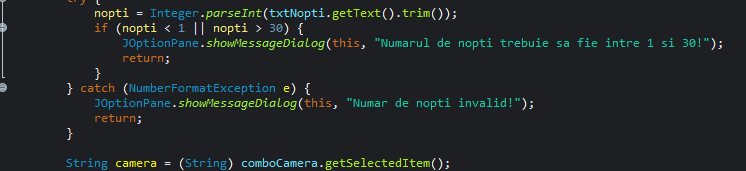 try {
nopti = Integer.parseInt(txtNopti.getText().trim());
if (nopti < 1 || nopti > 30) {
JOptionPane.showMessageDialog(this, "Numarul de nopti trebuie sa fie intre 1 si 30!");
return;
}
} catch (NumberFormatException e) {
JOptionPane.showMessageDialog(this, "Numar de nopti invalid!");
return;
}
String camera = (String) comboCamera.getSelectedItem();